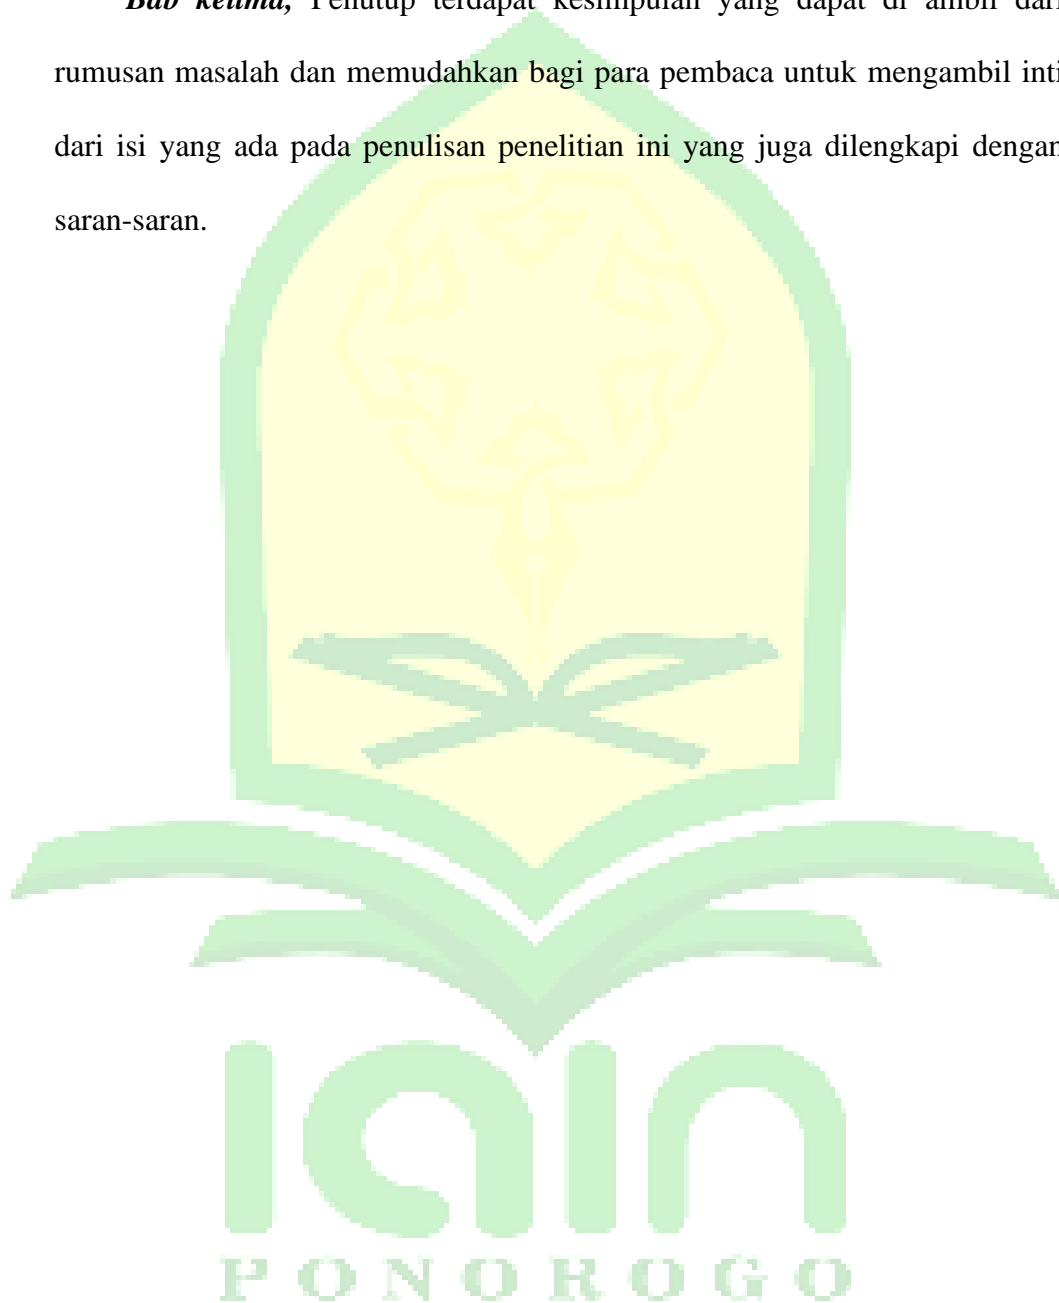 Bab kelima, Penutup terdapat kesimpulan yang dapat di ambil dari
rumusan masalah dan memudahkan bagi para pembaca untuk mengambil inti
dari isi yang ada pada penulisan penelitian ini yang juga dilengkapi dengan
saran-saran.
iain
PONOROGO